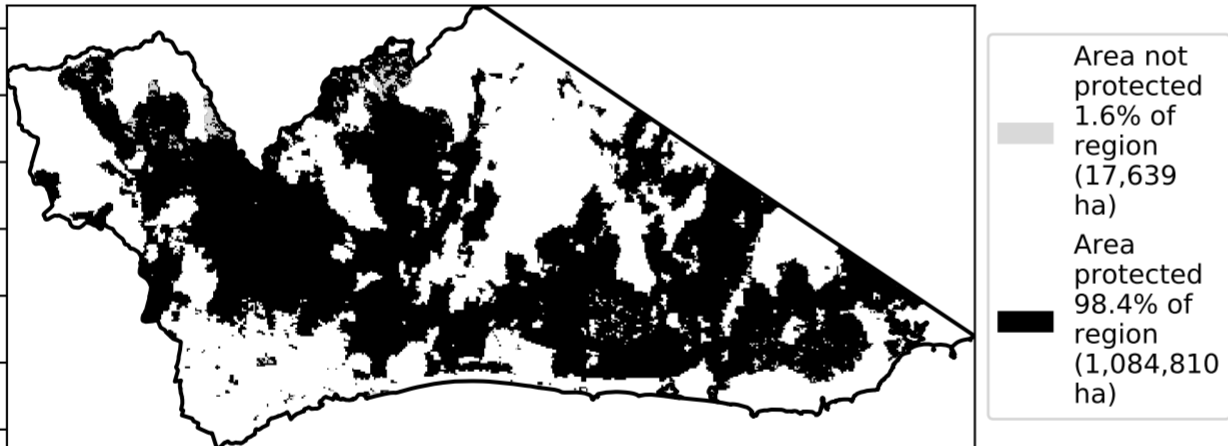 Area not
protected
1.6% of
region
(17,639
ha)
Area
protected
98.4% of
region
(1,084,810
ha)